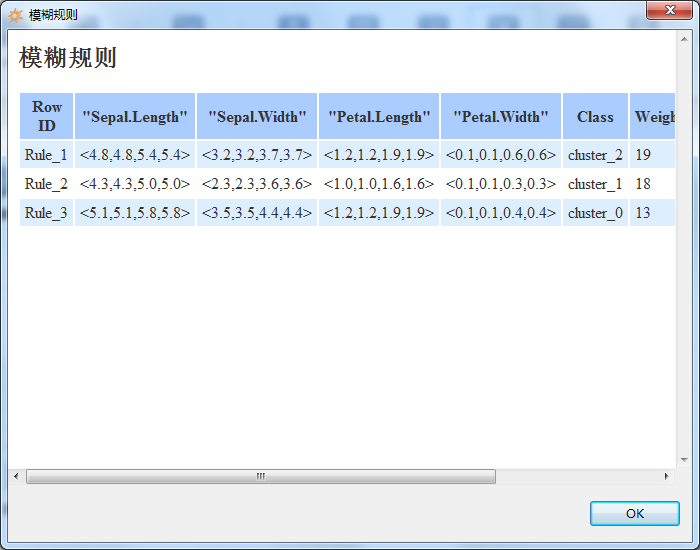 模糊规则
模糊规则
Row ID "Sepal.Length" "Sepal.Width" "Petal.Length" "Petal.Width" Class
Rule_1 <4.8,4.8,5.4,5.4> <3.2,3.2,3.7,3.7> <1.2,1.2,1.9,1.9> <0.1,0.1,0.6,0.6> cluster_2 19
Rule_2 <4.3,4.3,5.0,5.0> <2.3,2.3,3.6,3.6> <1.0,1.0,1.6,1.6> <0.1,0.1,0.3,0.3> cluster_1 18
Rule_3 <5.1,5.1,5.8,5.8> <3.5,3.5,4.4,4.4> <1.2,1.2,1.9,1.9> <0.1,0.1,0.4,0.4> cluster_0 13
OK